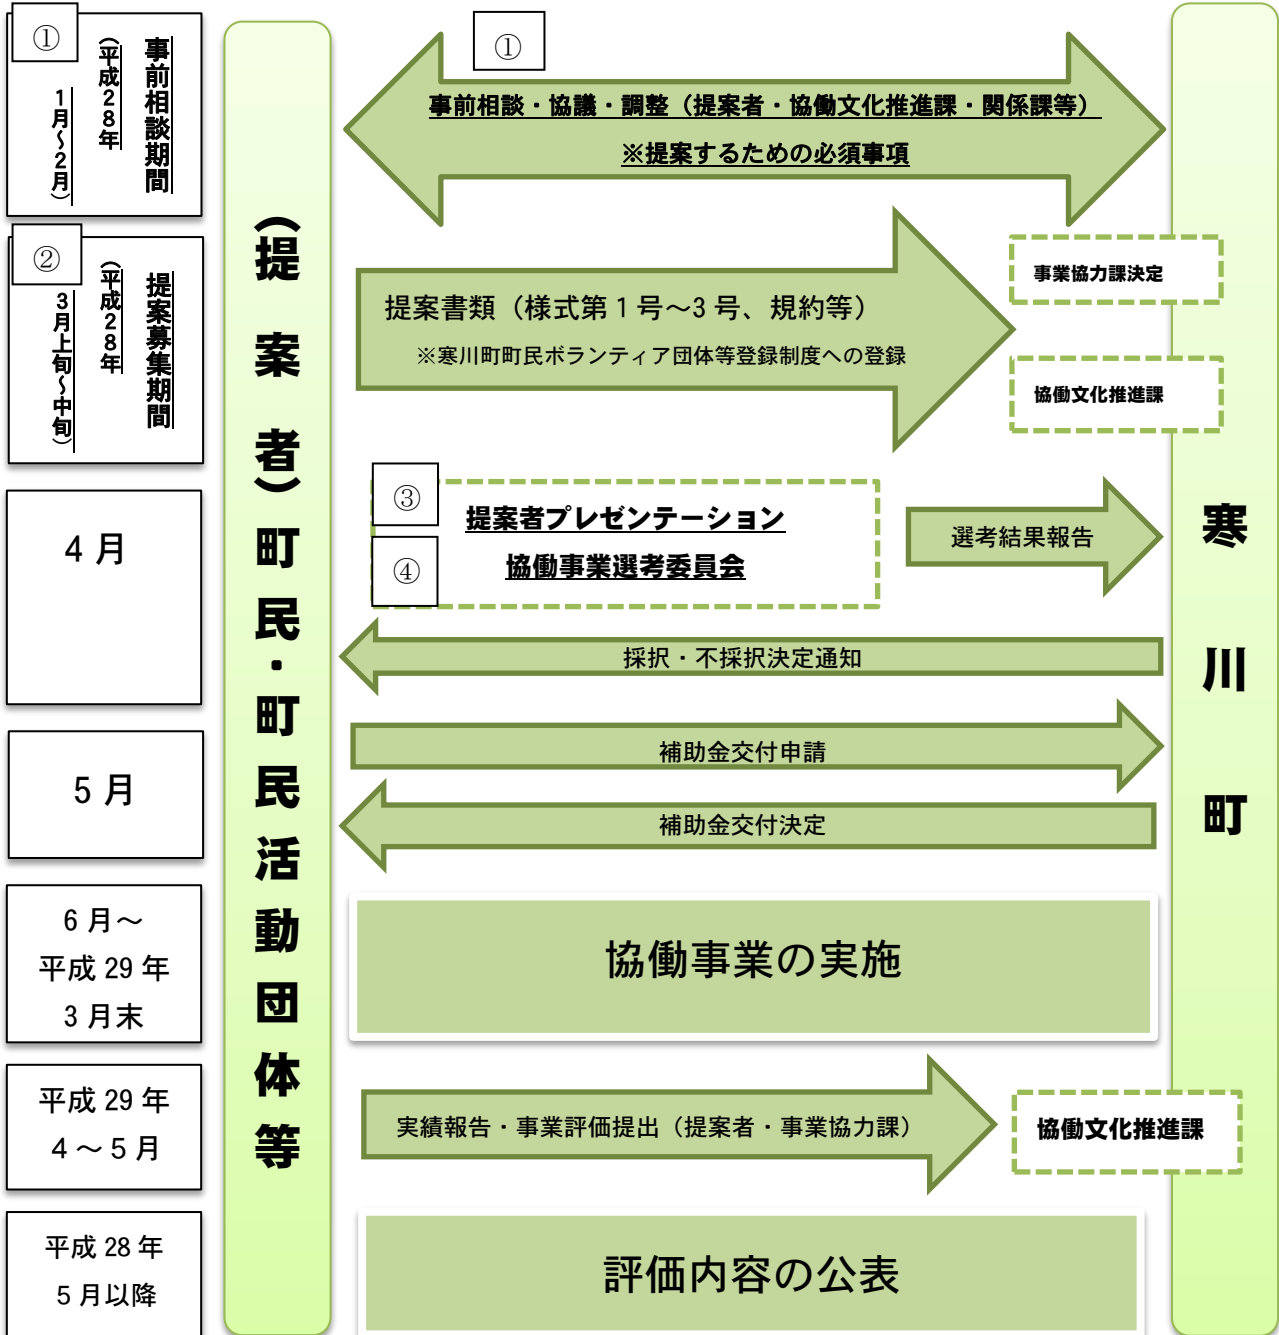 ①
事前相談期間
（平成２８年
１月～２月）
①
事前相談・協議・調整（提案者・協働文化推進課・関係課等）
※提案するための必須事項
②
提案募集期間
（平成２８年
３月上旬～中旬）
提案書類（様式第１号～3 号、規約等）
※寒川町町民ボランティア団体等登録制度への登録
事業協力課決定
協働文化推進課
（提案者）町民・町民活動団体等
寒川町
4 月
③
提案者プレゼンテーション
④
協働事業選考委員会
選考結果報告
採択・不採択決定通知
5 月
補助金交付申請
補助金交付決定
6 月～
平成 29 年
3 月末
協働事業の実施
平成 29 年
4 ～ 5 月
実績報告・事業評価提出（提案者・事業協力課）
協働文化推進課
平成 28 年
5 月以降
評価内容の公表